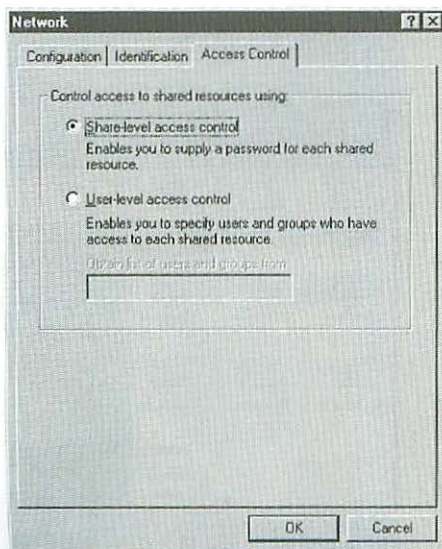 Network
Configuration Identification Access Control
Control access to shared resources using:
Share-level access control
Enables you to supply a password for each shared
resource.
User-level access control
Enables you to specify users and groups who have
access to each shared resource.
Obtain list of users and groups from
OK Cancel